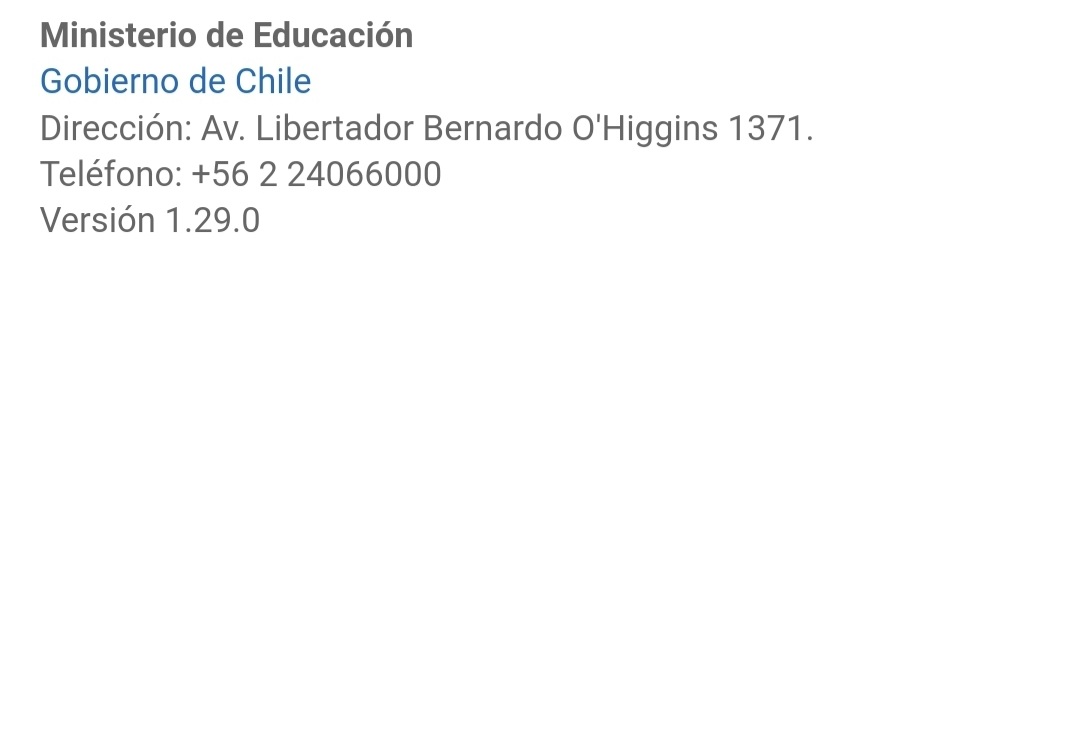 Ministerio de Educación
Gobierno de Chile
Dirección: Av. Libertador Bernardo O'Higgins 1371.
Teléfono: +56 2 24066000
Versión 1.29.0